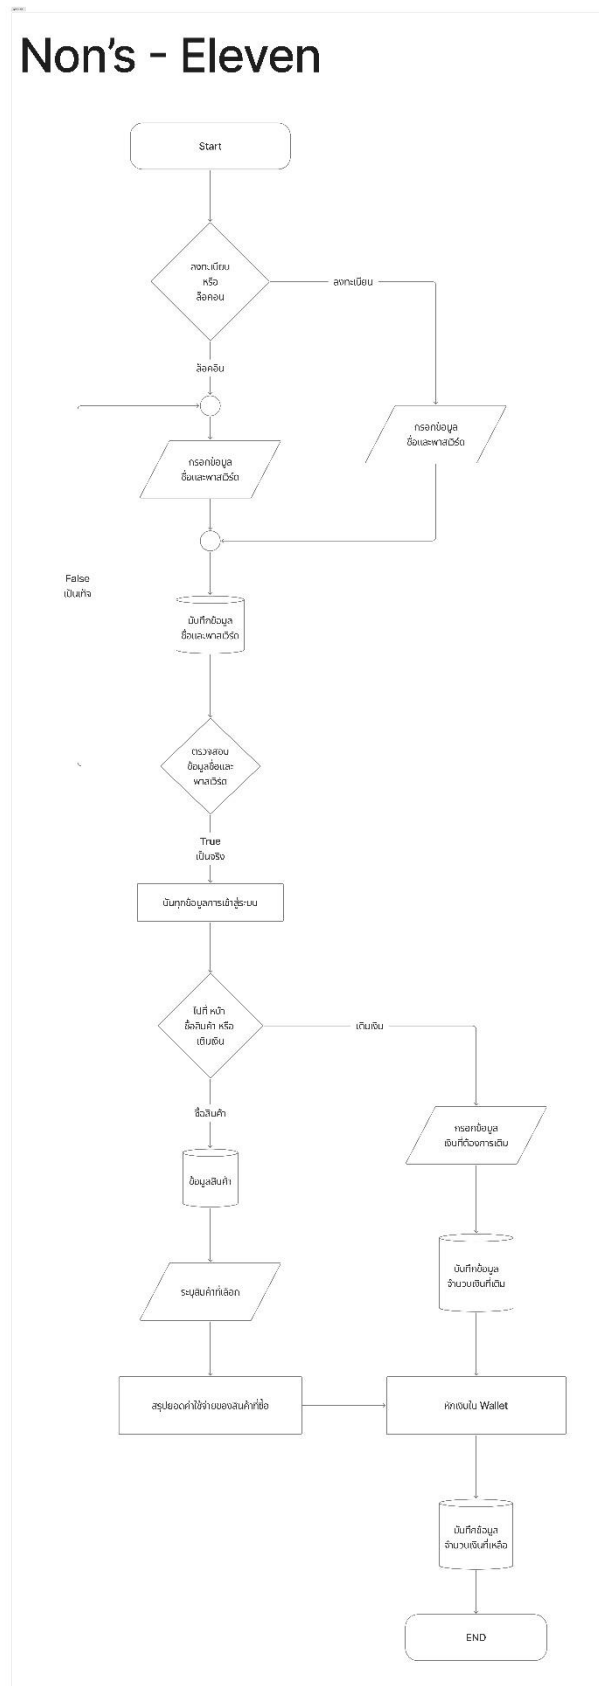 Non's - Eleven
Start
ลงทะเบียน
หรือ
ล็อคอิน
ลงทะเบียน
ล็อคอิน
กรอกข้อมูล
ชื่อและพาสเวิร์ด
กรอกข้อมูล
ชื่อและพาสเวิร์ด
False
เป็นเท็จ
บันทึกข้อมูล
ชื่อและพาสเวิร์ด
ตรวจสอบ
ข้อมูลชื่อและ
พาสเวิร์ด
True
เป็นจริง
บันทุกข้อมูลการเข้าสู่ระบบ
ไปที่ หน้า
ซื้อสินค้า หรือ
เติมเงิน
เติมเงิน
ซื้อสินค้า
กรอกข้อมูล
เงินที่ต้องการเติม
ข้อมูลสินค้า
บันทึกข้อมูล
จำนวนเงินที่เติม
ระบุสินค้าที่เลือก
สรุปยอดค่าใช้จ่ายของสินค้าที่ซื้อ
หักเงินใน Wallet
บันทึกข้อมูล
จำนวนเงินที่เหลือ
END